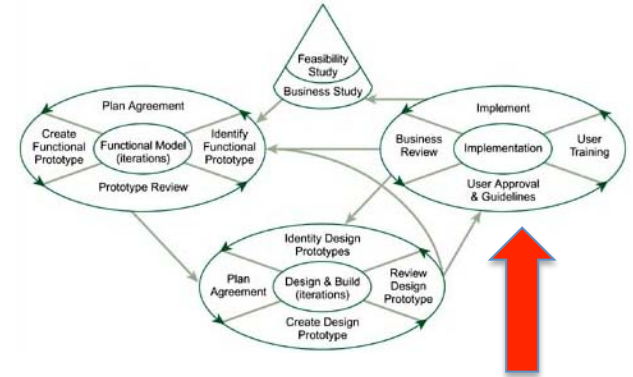 Feasibility
Study
Business Study
Plan Agreement
Create
Functional
Prototype
Functional Model
(iterations)
Identify
Functional
Prototype
Prototype Review
Implement
Business
Review
Implementation
User
Training
User Approval
& Guidelines
Identity Design
Prototypes
Plan
Agreement
Design & Build
(iterations)
Review
Design
Prototype
Create Design
Prototype